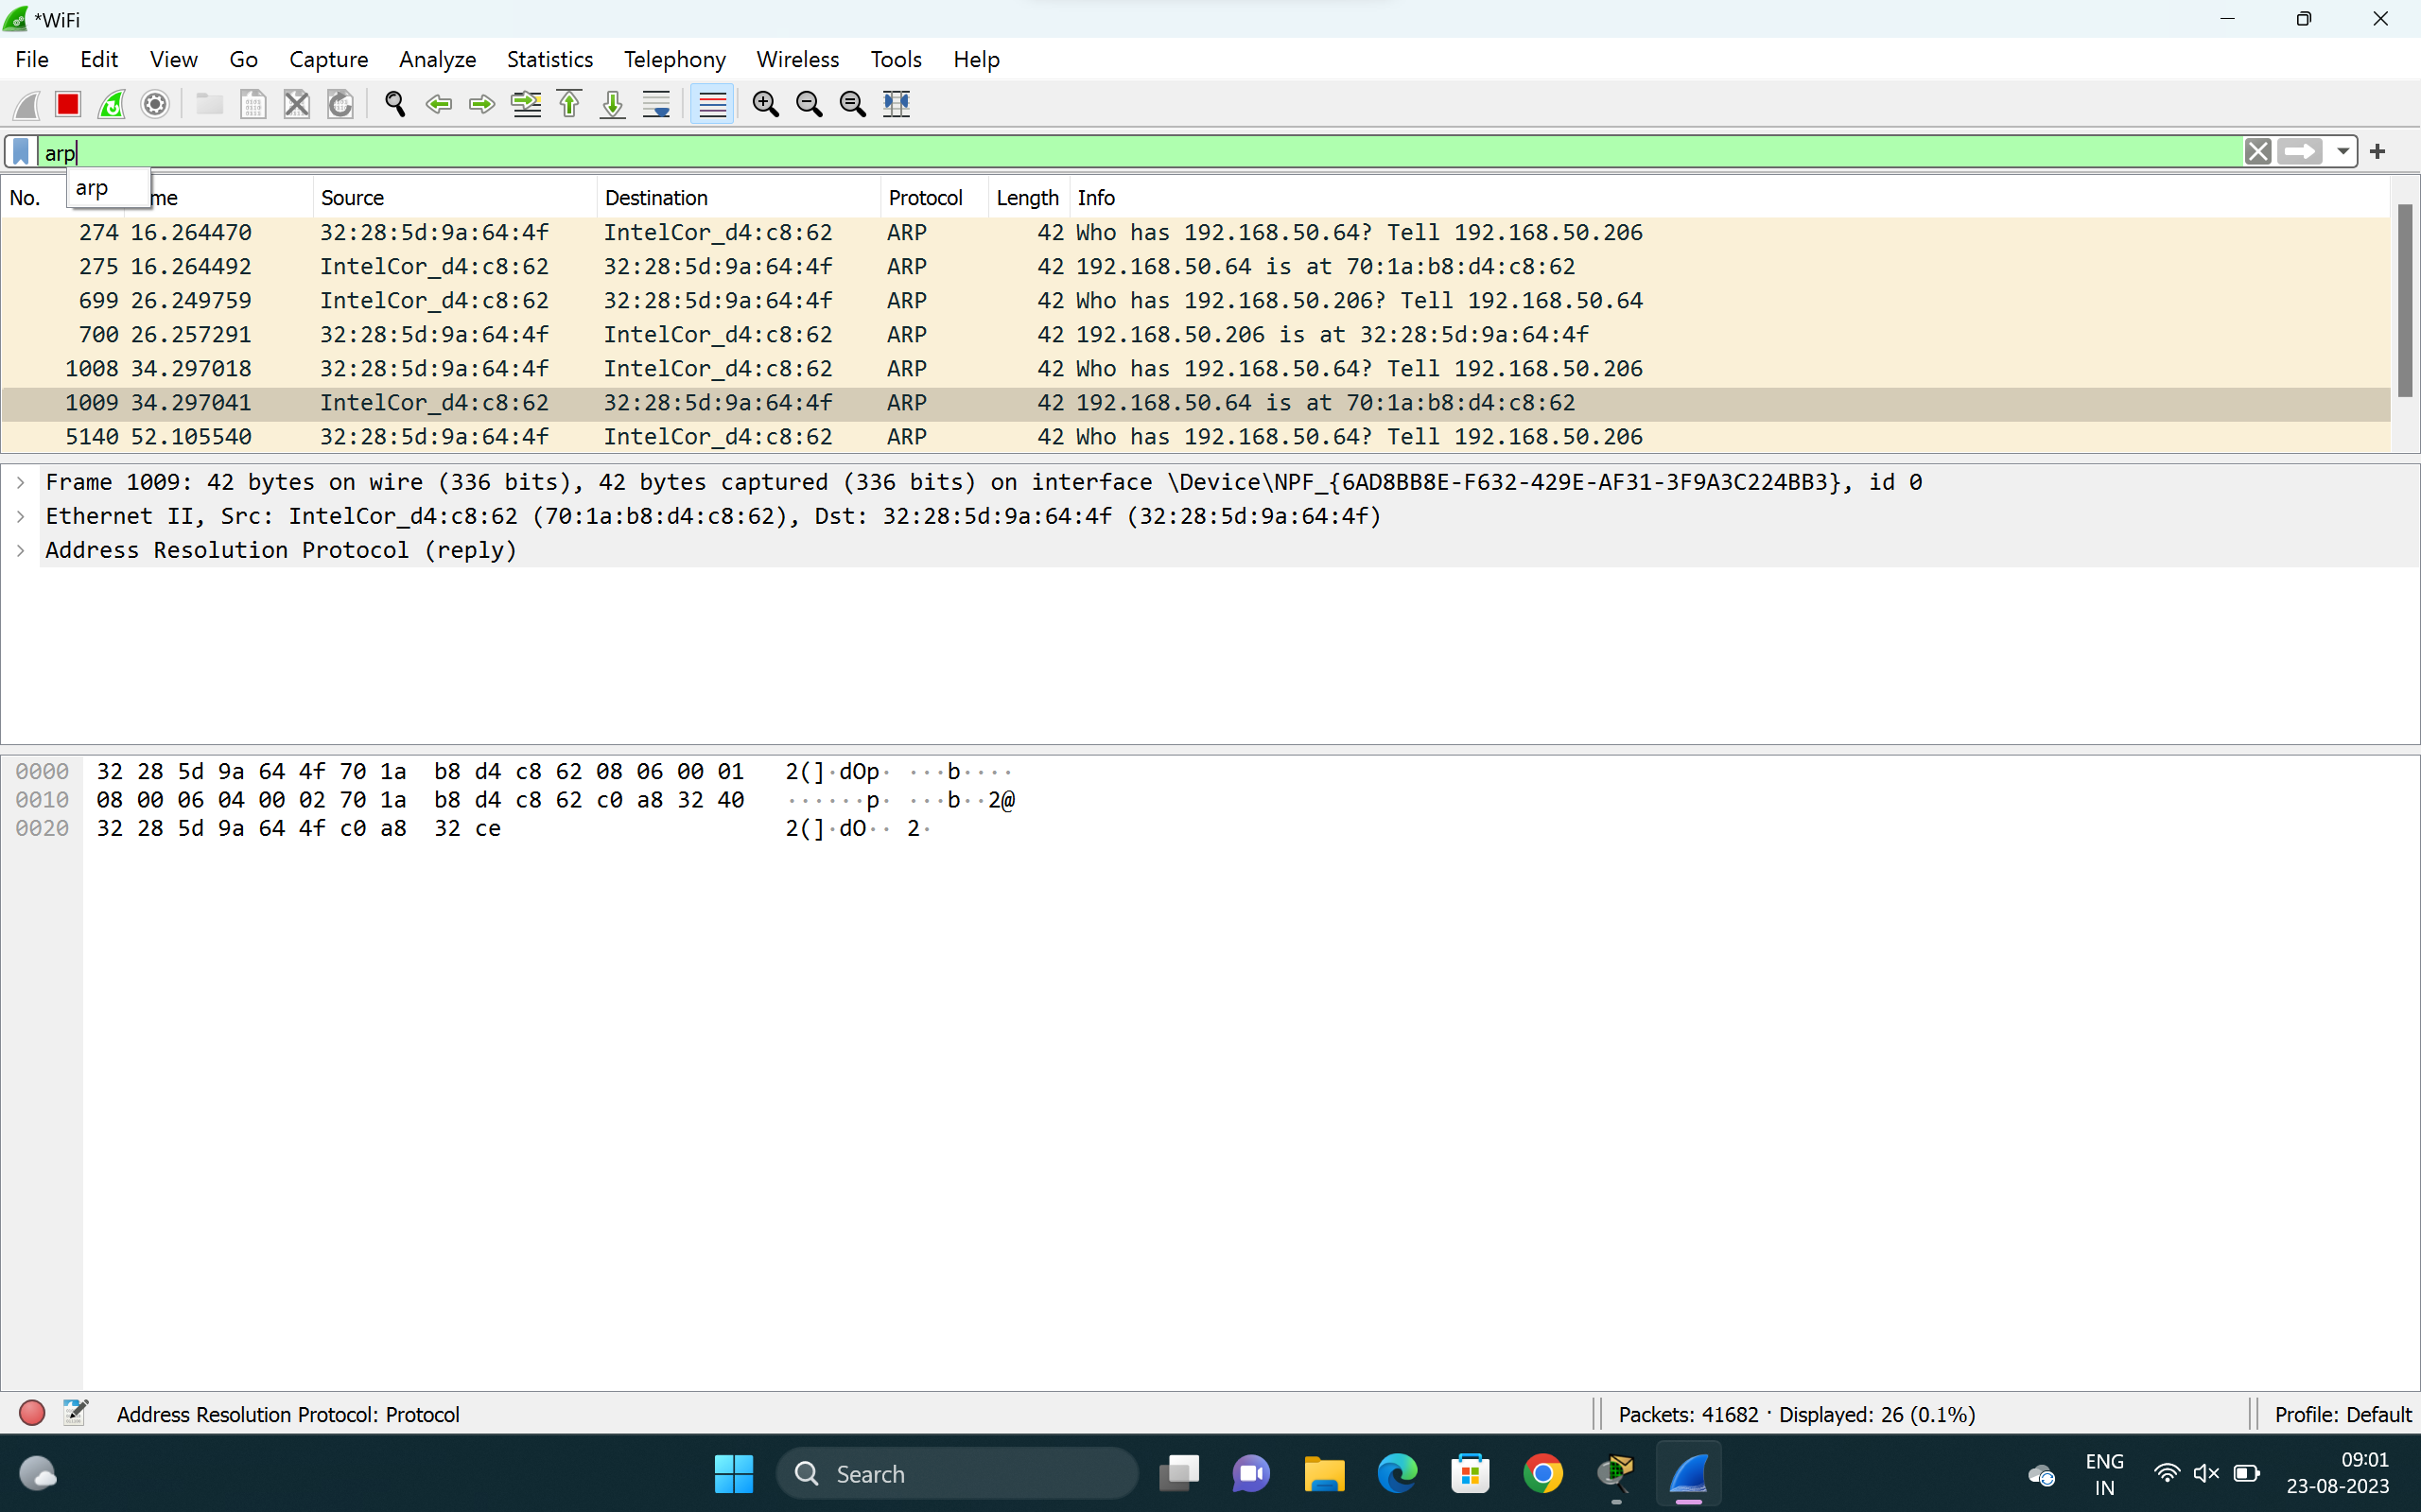 *WiFi
File Edit View Go Capture Analyze Statistics Telephony Wireless Tools Help
arp
arp
No. me Source Destination Protocol Length Info
274 16.264470 32:28:5d:9a:64:4f IntelCor_d4:c8:62 ARP 42 Who has 192.168.50.64? Tell 192.168.50.206
275 16.264492 IntelCor_d4:c8:62 32:28:5d:9a:64:4f ARP 42 192.168.50.64 is at 70:1a:b8:d4:c8:62
699 26.249759 IntelCor_d4:c8:62 32:28:5d:9a:64:4f ARP 42 Who has 192.168.50.206? Tell 192.168.50.64
700 26.257291 32:28:5d:9a:64:4f IntelCor_d4:c8:62 ARP 42 192.168.50.206 is at 32:28:5d:9a:64:4f
1008 34.297018 32:28:5d:9a:64:4f IntelCor_d4:c8:62 ARP 42 Who has 192.168.50.64? Tell 192.168.50.206
1009 34.297041 IntelCor_d4:c8:62 32:28:5d:9a:64:4f ARP 42 192.168.50.64 is at 70:1a:b8:d4:c8:62
5140 52.105540 32:28:5d:9a:64:4f IntelCor_d4:c8:62 ARP 42 Who has 192.168.50.64? Tell 192.168.50.206
Frame 1009: 42 bytes on wire (336 bits), 42 bytes captured (336 bits) on interface \Device\NPF_{6AD8BB8E-F632-429E-AF31-3F9A3C224BB3}, id 0
Ethernet II, Src: IntelCor_d4:c8:62 (70:1a:b8:d4:c8:62), Dst: 32:28:5d:9a:64:4f (32:28:5d:9a:64:4f)
Address Resolution Protocol (reply)
0000 32 28 5d 9a 64 4f 70 1a b8 d4 c8 62 08 06 00 01 2(]·dOp· ···b····
0010 08 00 06 04 00 02 70 1a b8 d4 c8 62 c0 a8 32 40 ······p· ···b··2@
0020 32 28 5d 9a 64 4f c0 a8 32 ce 2(]·dO·· 2·
Address Resolution Protocol: Protocol Packets: 41682 · Displayed: 26 (0.1%) Profile: Default
Search ENG 09:01
IN 23-08-2023